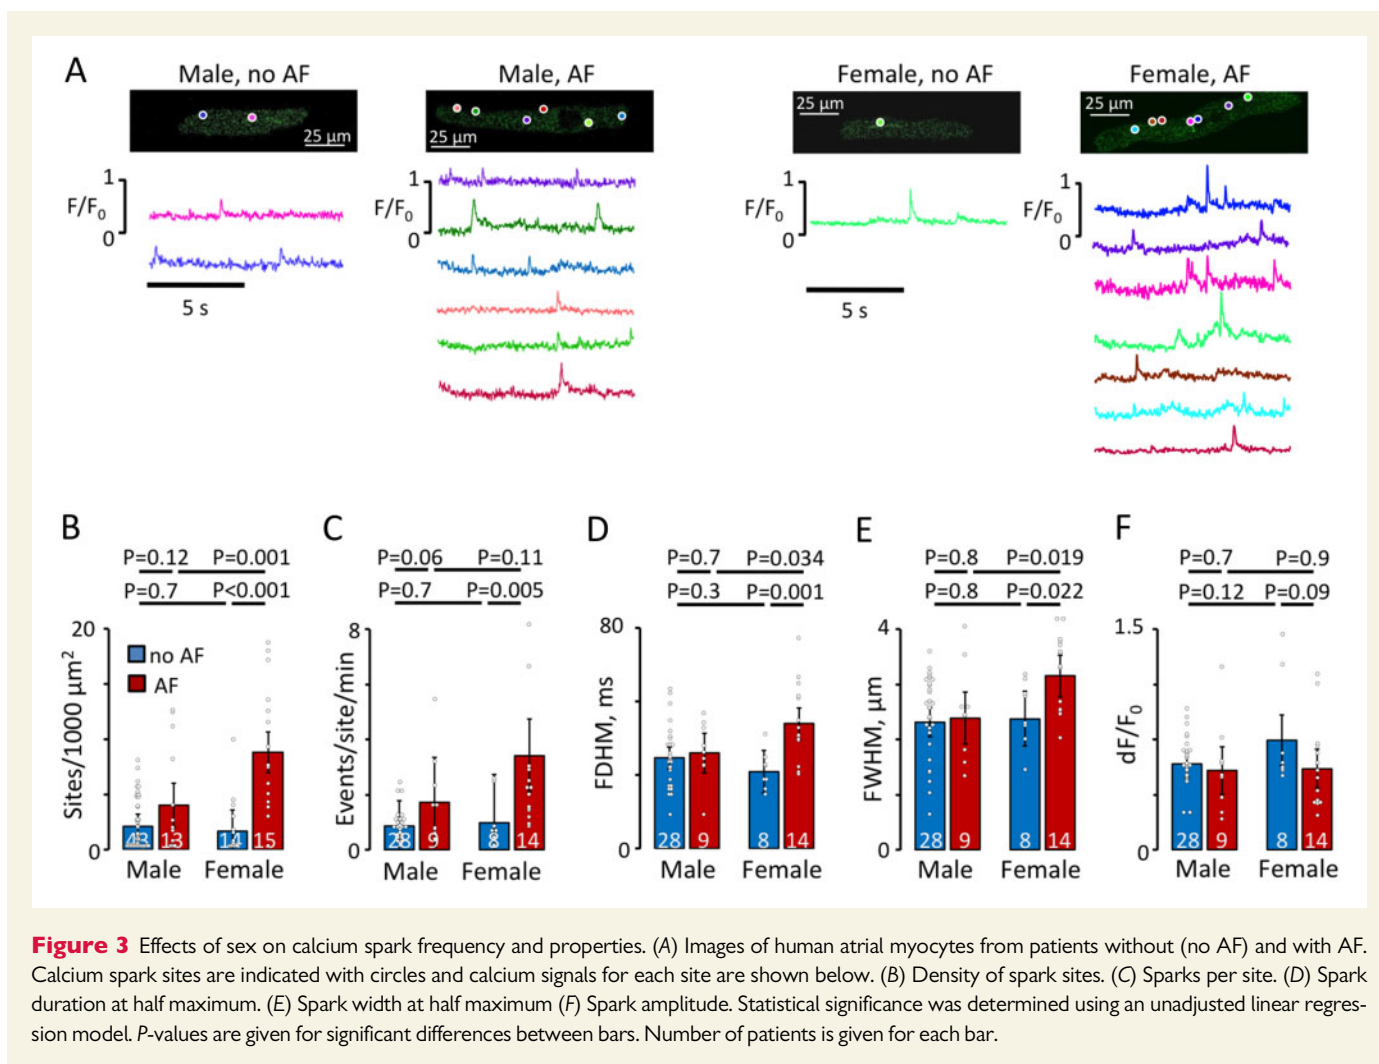 A
Male, no AF
Male, AF
Female, no AF
Female, AF
25 µm
25 µm
25 µm
25 µm
1
F/F0
0
1
F/F0
0
1
F/F0
0
1
F/F0
0
5 s
5 s
B
P=0.12 P=0.001
P=0.7 P<0.001
20
Sites/1000 µm2
0
no AF
AF
43 13 14 15
Male Female
C
P=0.06 P=0.11
P=0.7 P=0.005
8
Events/site/min
0
28 9 8 14
Male Female
D
P=0.7 P=0.034
P=0.3 P=0.001
80
FDHM, ms
0
28 9 8 14
Male Female
E
P=0.8 P=0.019
P=0.8 P=0.022
4
FWHM, µm
0
28 9 8 14
Male Female
F
P=0.7 P=0.9
P=0.12 P=0.09
1.5
dF/F0
0
28 9 8 14
Male Female
Figure 3 Effects of sex on calcium spark frequency and properties. (A) Images of human atrial myocytes from patients without (no AF) and with AF.
Calcium spark sites are indicated with circles and calcium signals for each site are shown below. (B) Density of spark sites. (C) Sparks per site. (D) Spark
duration at half maximum. (E) Spark width at half maximum (F) Spark amplitude. Statistical significance was determined using an unadjusted linear regres-
sion model. P-values are given for significant differences between bars. Number of patients is given for each bar.